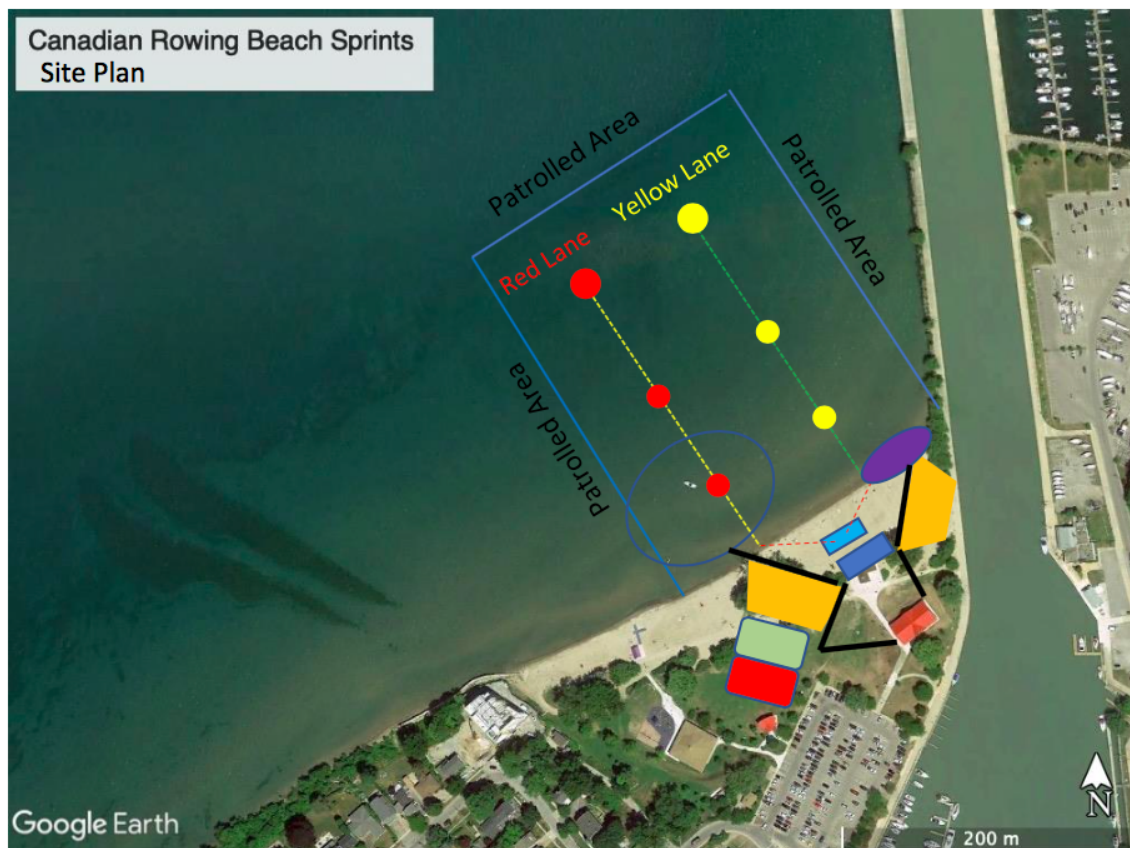 Canadian Rowing Beach Sprints
Site Plan
Patrolled Area
Yellow Lane
Patrolled Area
Red Lane
Patrolled Area
N
Google Earth
200 m